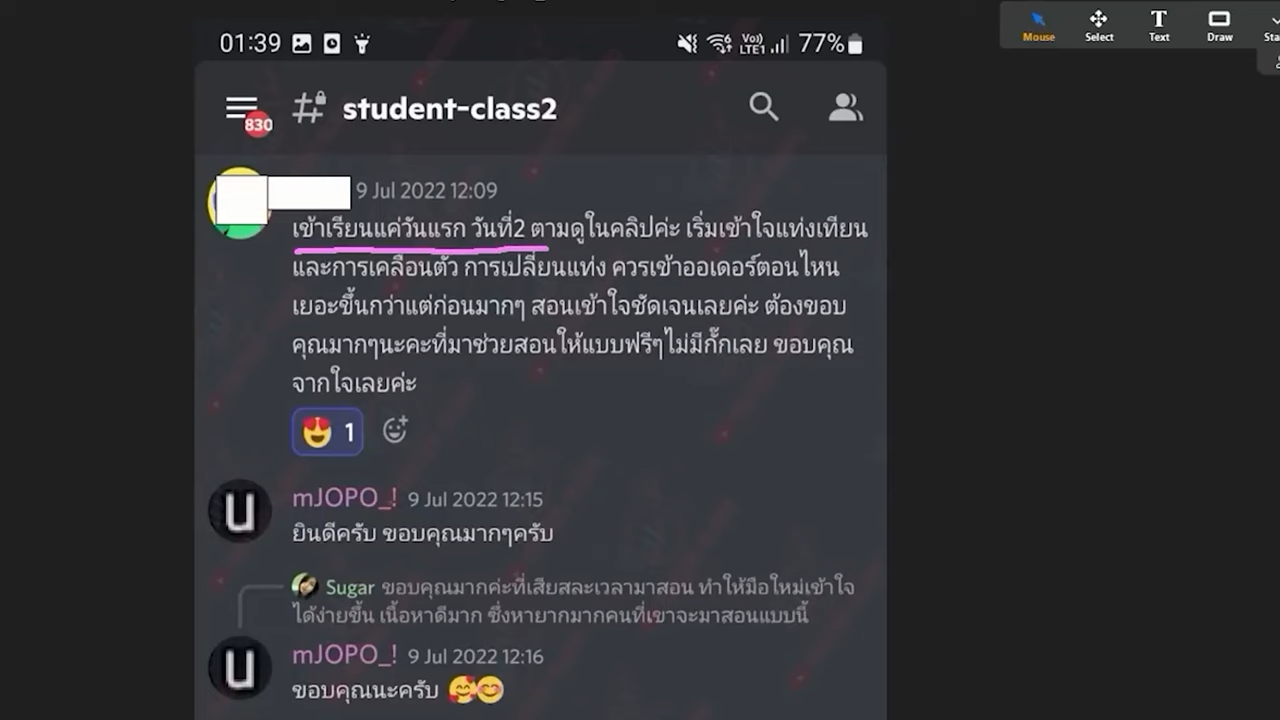 Mouse
Select
Text
Draw
01:39
Vo)) LTE1
77%
student-class2
830
9 Jul 2022 12:09
เข้าเรียนแค่วันแรก วันที่2 ตามดูในคลิปค่ะ เริ่มเข้าใจแท่งเทียน
และการเคลื่อนตัว การเปลี่ยนแท่ง ควรเข้าออเดอร์ตอนไหน
เยอะขึ้นกว่าแต่ก่อนมากๆ สอนเข้าใจชัดเจนเลยค่ะ ต้องขอบ
คุณมากๆนะคะที่มาช่วยสอนให้แบบฟรีๆไม่มีกั๊กเลย ขอบคุณ
จากใจเลยค่ะ
1
mJOPO_! 9 Jul 2022 12:15
ยินดีครับ ขอบคุณมากๆครับ
Sugar ขอบคุณมากค่ะที่เสียสละเวลามาสอน ทำให้มือใหม่เข้าใจ
ได้ง่ายขึ้น เนื้อหาดีมาก ซึ่งหายากมากคนที่เขาจะมาสอนแบบนี้
mJOPO_! 9 Jul 2022 12:16
ขอบคุณนะครับ 🥰😊